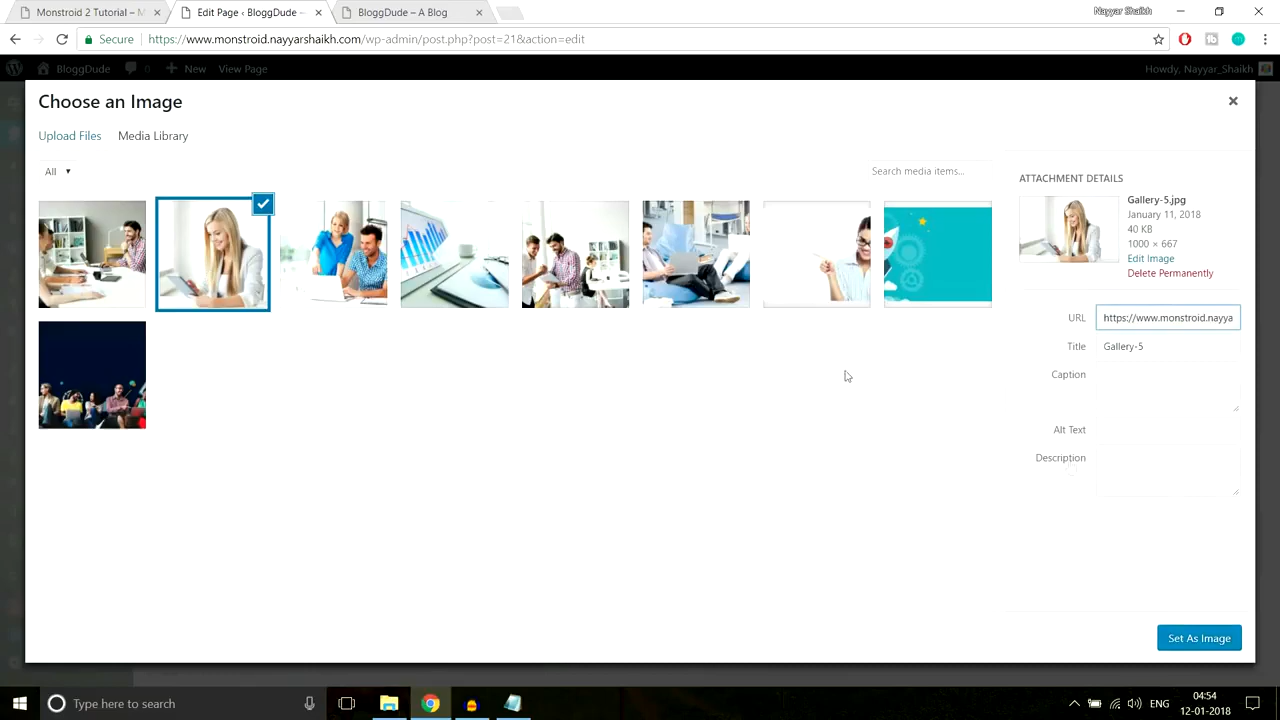 Monstroid 2 Tutorial – M
Edit Page ‹ BloggDude –
BloggDude – A Blog
Nayyar Shaikh
Secure
https://www.monstroid.nayyarshaikh.com/wp-admin/post.php?post=21&action=edit
BloggDude
0
New
View Page
Howdy, Nayyar_Shaikh
Choose an Image
Upload Files
Media Library
All
Search media items...
ATTACHMENT DETAILS
Gallery-5.jpg
January 11, 2018
40 KB
1000 × 667
Edit Image
Delete Permanently
URL
https://www.monstroid.nayya
Title
Gallery-5
Caption
Alt Text
Description
Set As Image
Type here to search
ENG
04:54
12-01-2018